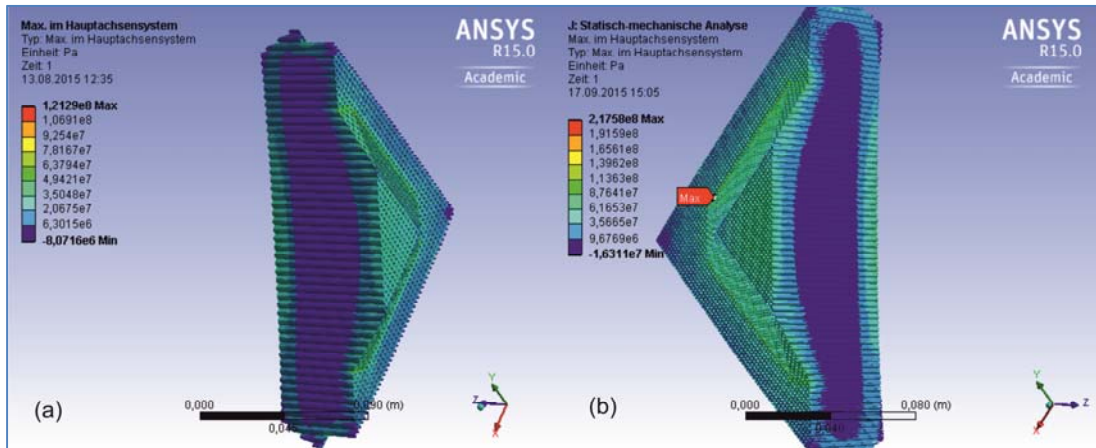 Max. im Hauptachsensystem
Typ: Max. im Hauptachsensystem
Einheit: Pa
Zeit: 1
13.08.2015 12:35
1,2129e8 Max
1,0691e8
9,254e7
7,8167e7
6,3794e7
4,9421e7
3,5048e7
2,0675e7
6,3015e6
-8,0716e6 Min
ANSYS
R15.0
Academic
Y
Z
X
0,000
(m)
(a)
J: Statisch-mechanische Analyse
Max. im Hauptachsensystem
Typ: Max. im Hauptachsensystem
Einheit: Pa
Zeit: 1
17.09.2015 15:05
2,1758e8 Max
1,9159e8
1,6561e8
1,3962e8
1,1363e8
8,7641e7
6,1653e7
3,5665e7
9,6769e6
-1,6311e7 Min
Max
ANSYS
R15.0
Academic
Y
Z
X
0,000
0,080 (m)
0,040
(b)